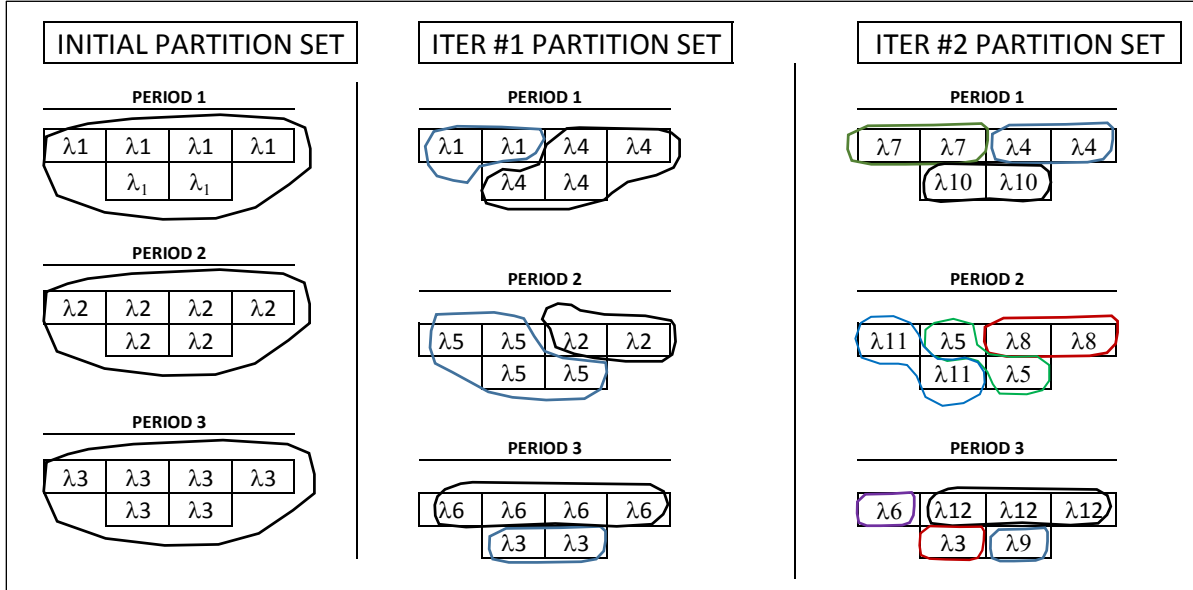 INITIAL PARTITION SET
PERIOD 1
λ1 λ1 λ1 λ1
λ₁ λ₁
PERIOD 2
λ2 λ2 λ2 λ2
λ2 λ2
PERIOD 3
λ3 λ3 λ3 λ3
λ3 λ3
ITER #1 PARTITION SET
PERIOD 1
λ1 λ1 λ4 λ4
λ4 λ4
PERIOD 2
λ5 λ5 λ2 λ2
λ5 λ5
PERIOD 3
λ6 λ6 λ6 λ6
λ3 λ3
ITER #2 PARTITION SET
PERIOD 1
λ7 λ7 λ4 λ4
λ10 λ10
PERIOD 2
λ11 λ5 λ8 λ8
λ11 λ5
PERIOD 3
λ6 λ12 λ12 λ12
λ3 λ9